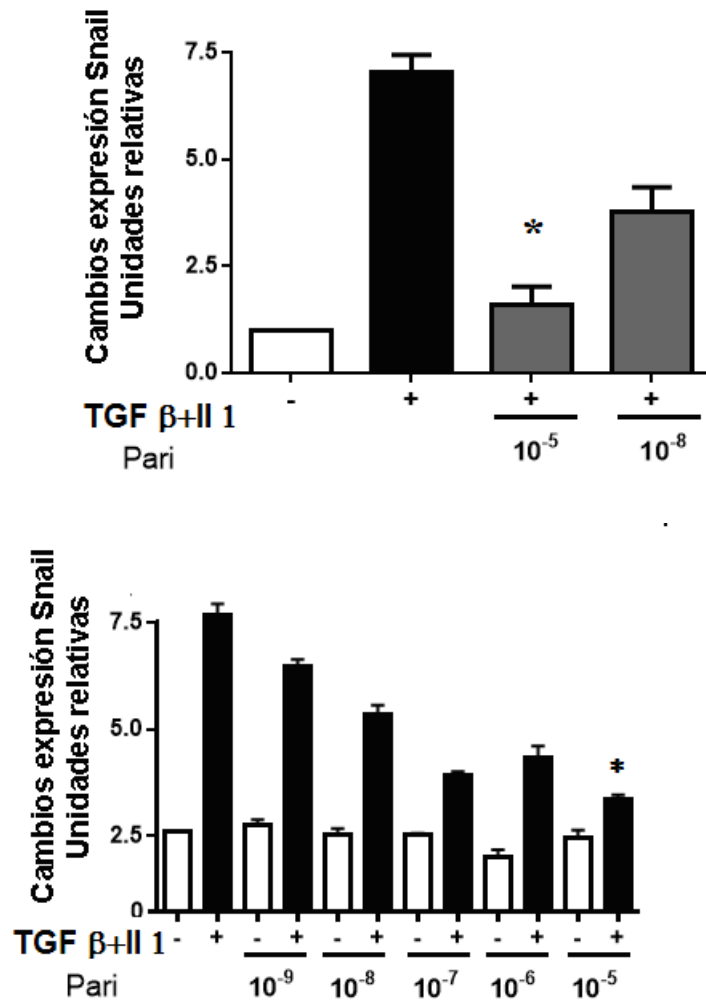 Cambios expresión Snail
Unidades relativas
7.5
5.0
2.5
0.0
*
- + + +
TGF β+Il 1
Pari 10⁻⁵ 10⁻⁸
Cambios expresión Snail
Unidades relativas
7.5
5.0
2.5
0
*
TGF β+Il 1 - + - + - + - + - + - +
Pari 10⁻⁹ 10⁻⁸ 10⁻⁷ 10⁻⁶ 10⁻⁵